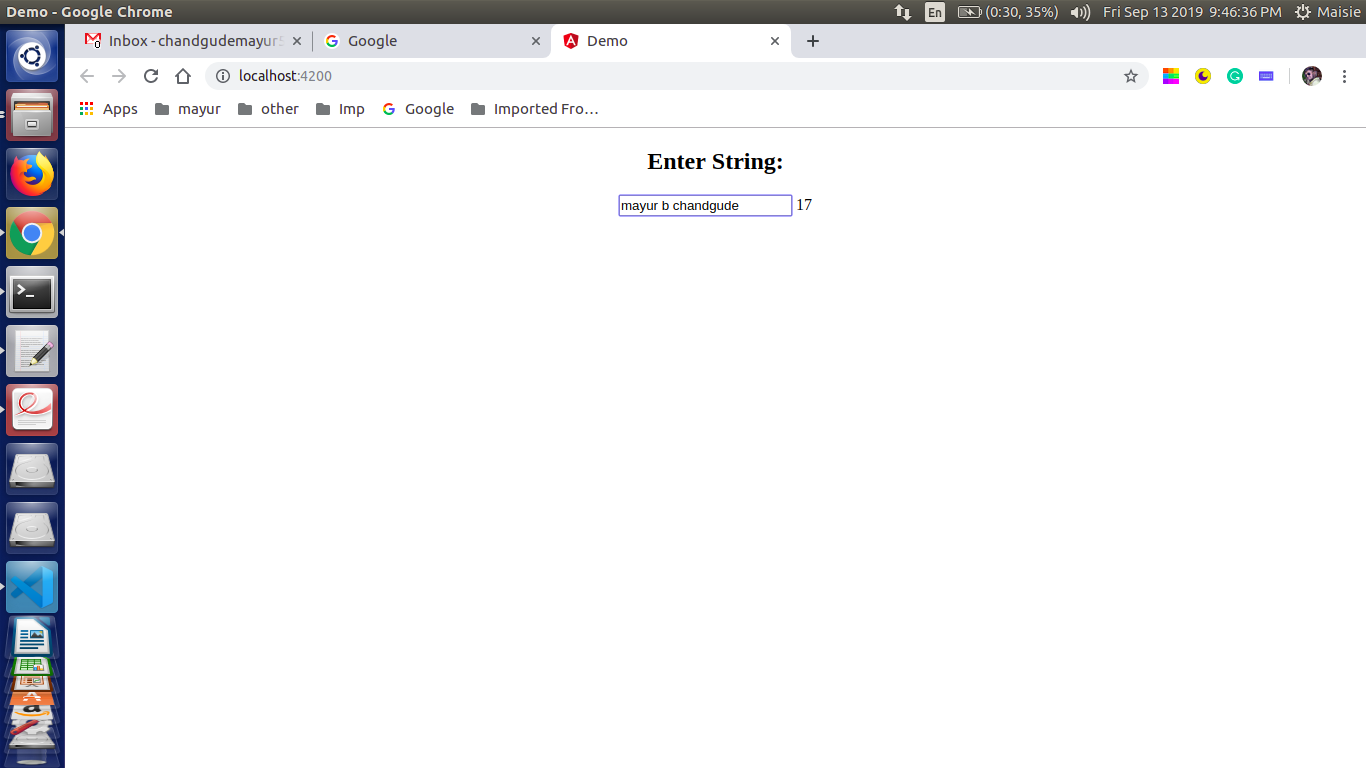 Demo - Google Chrome
En
(0:30, 35%)
Fri Sep 13 2019 9:46:36 PM
Maisie
Inbox - chandgudemayur
Google
Demo
localhost:4200
Apps
mayur
other
Imp
Google
Imported Fro…
Enter String:
mayur b chandgude 17